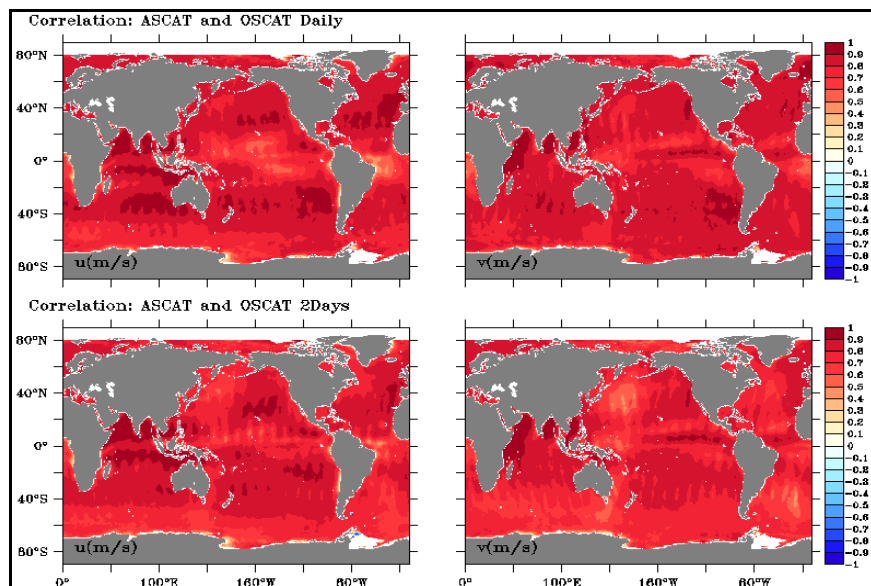 Correlation: ASCAT and OSCAT Daily
80°N
40°N
0°
40°S
80°S
u(m/s)
v(m/s)
1
0.9
0.8
0.7
0.6
0.5
0.4
0.3
0.2
0.1
0
-0.1
-0.2
-0.3
-0.4
-0.5
-0.6
-0.7
-0.8
-0.9
-1
Correlation: ASCAT and OSCAT 2Days
80°N
40°N
0°
40°S
80°S
u(m/s)
v(m/s)
0° 100°E 160°W 60°W
0° 100°E 160°W 60°W
1
0.9
0.8
0.7
0.6
0.5
0.4
0.3
0.2
0.1
0
-0.1
-0.2
-0.3
-0.4
-0.5
-0.6
-0.7
-0.8
-0.9
-1